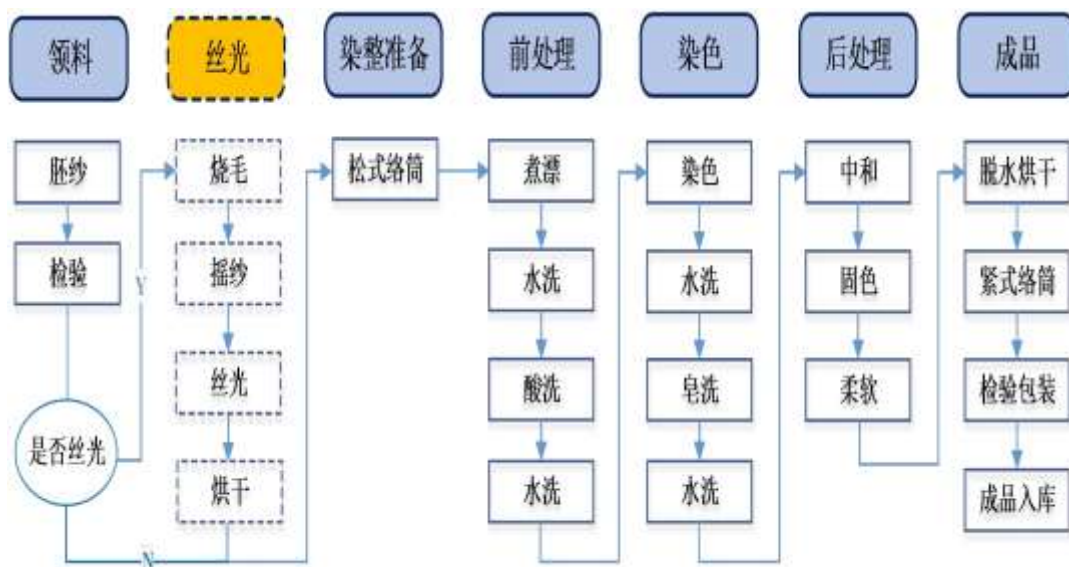 领料
丝光
染整准备
前处理
染色
后处理
成品
胚纱
检验
是否丝光
Y
N
烧毛
摇纱
丝光
烘干
松式络筒
煮漂
水洗
酸洗
水洗
染色
水洗
皂洗
水洗
中和
固色
柔软
脱水烘干
紧式络筒
检验包装
成品入库